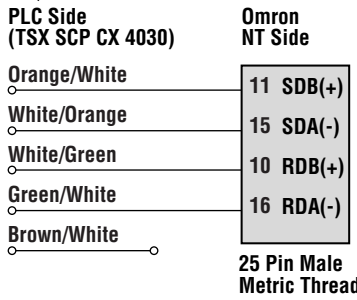 PLC Side
(TSX SCP CX 4030)
Omron
NT Side
Orange/White
11 SDB(+)
White/Orange
15 SDA(-)
White/Green
10 RDB(+)
Green/White
16 RDA(-)
Brown/White
25 Pin Male
Metric Thread